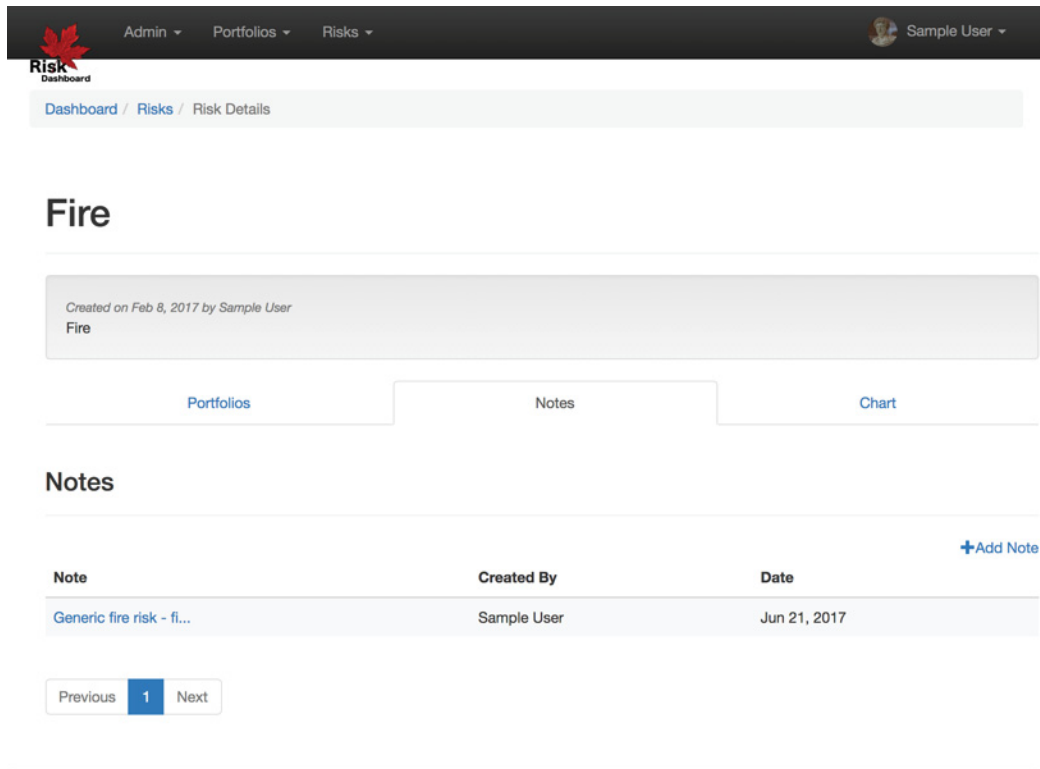 Admin Portfolios Risks Sample User
Risk
Dashboard
Dashboard / Risks / Risk Details
Fire
Created on Feb 8, 2017 by Sample User
Fire
Portfolios Notes Chart
Notes
+Add Note
Note Created By Date
Generic fire risk - fi... Sample User Jun 21, 2017
Previous 1 Next